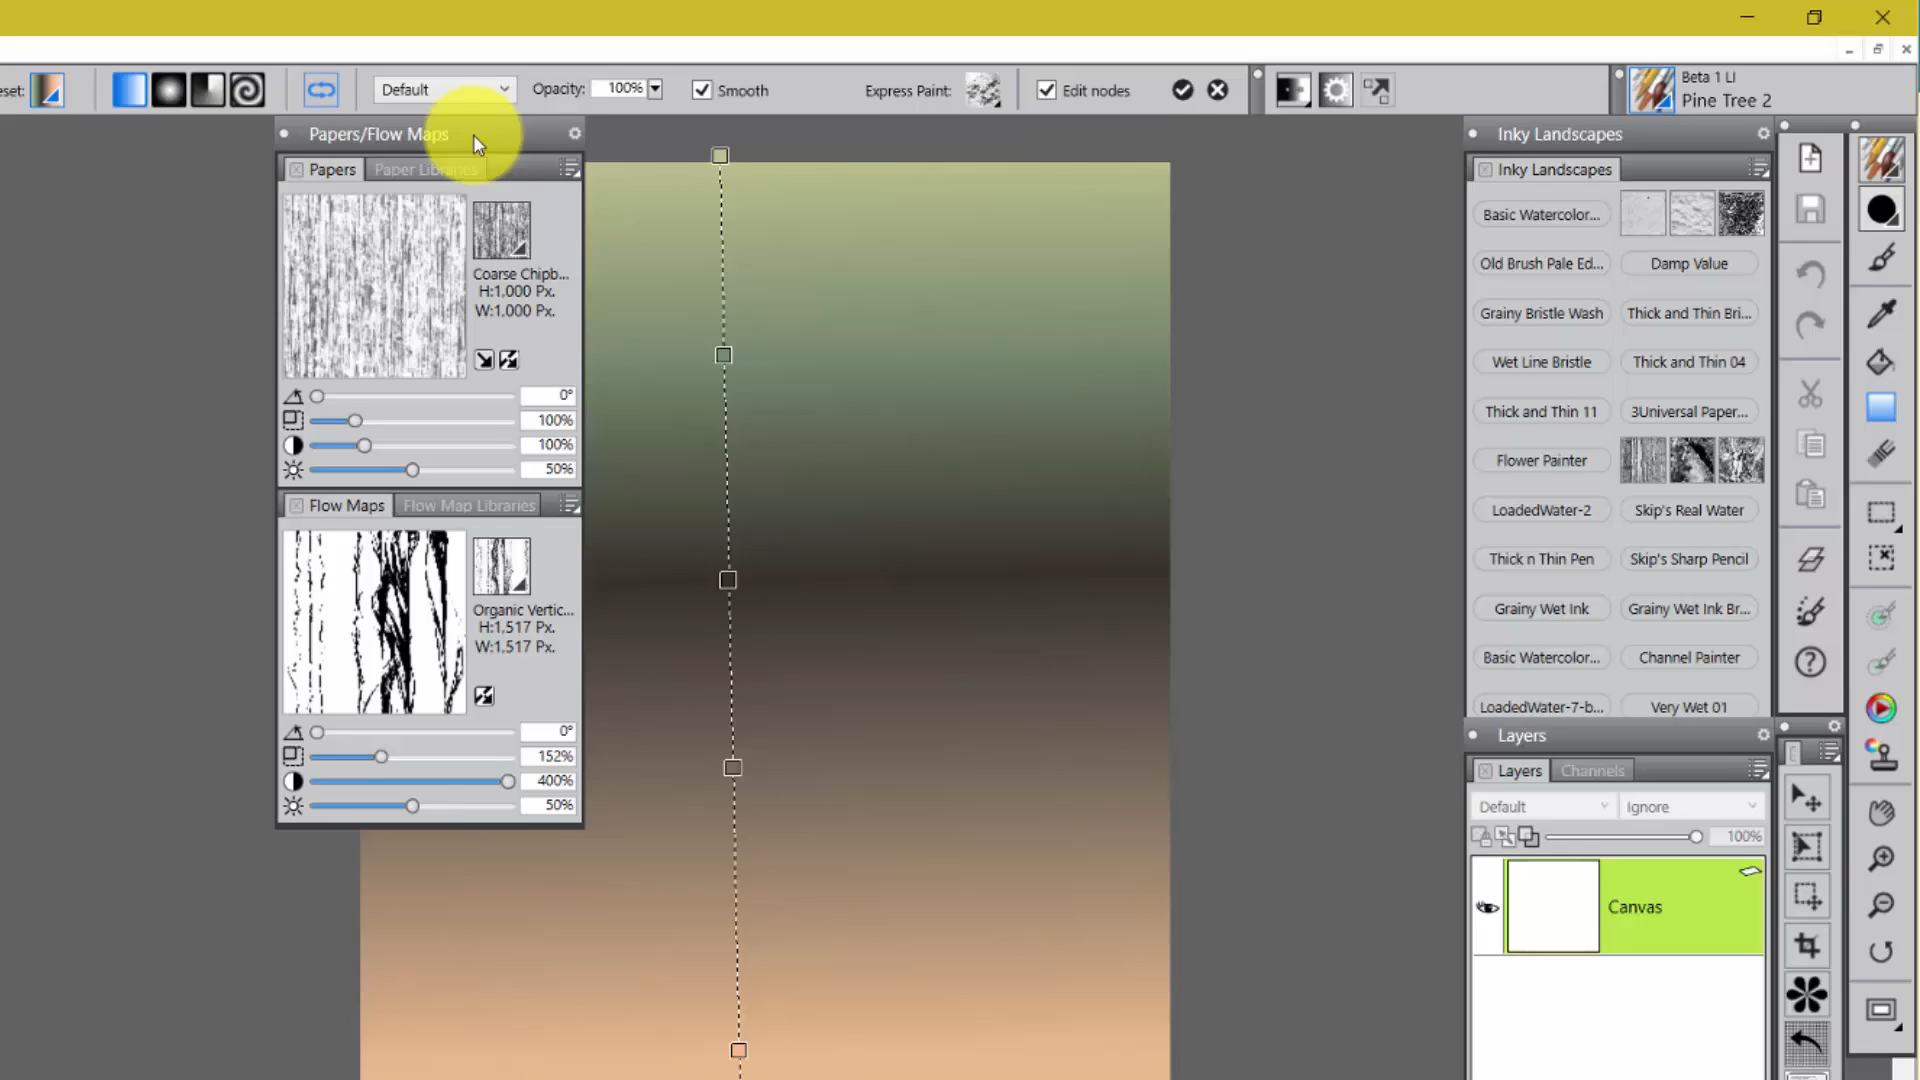 eset:
Default
Opacity: 100%
Smooth
Express Paint:
Edit nodes
Beta 1 LI
Pine Tree 2
Papers/Flow Maps
Papers
Paper Libraries
Coarse Chipb...
H:1,000 Px.
W:1,000 Px.
0°
100%
100%
50%
Flow Maps
Flow Map Libraries
Organic Vertic...
H:1,517 Px.
W:1,517 Px.
0°
152%
400%
50%
Inky Landscapes
Inky Landscapes
Basic Watercolor...
Old Brush Pale Ed...
Damp Value
Grainy Bristle Wash
Thick and Thin Bri...
Wet Line Bristle
Thick and Thin 04
Thick and Thin 11
3Universal Paper...
Flower Painter
LoadedWater-2
Skip's Real Water
Thick n Thin Pen
Skip's Sharp Pencil
Grainy Wet Ink
Grainy Wet Ink Br...
Basic Watercolor...
Channel Painter
LoadedWater-7-b...
Very Wet 01
Layers
Layers
Channels
Default
Ignore
100%
Canvas